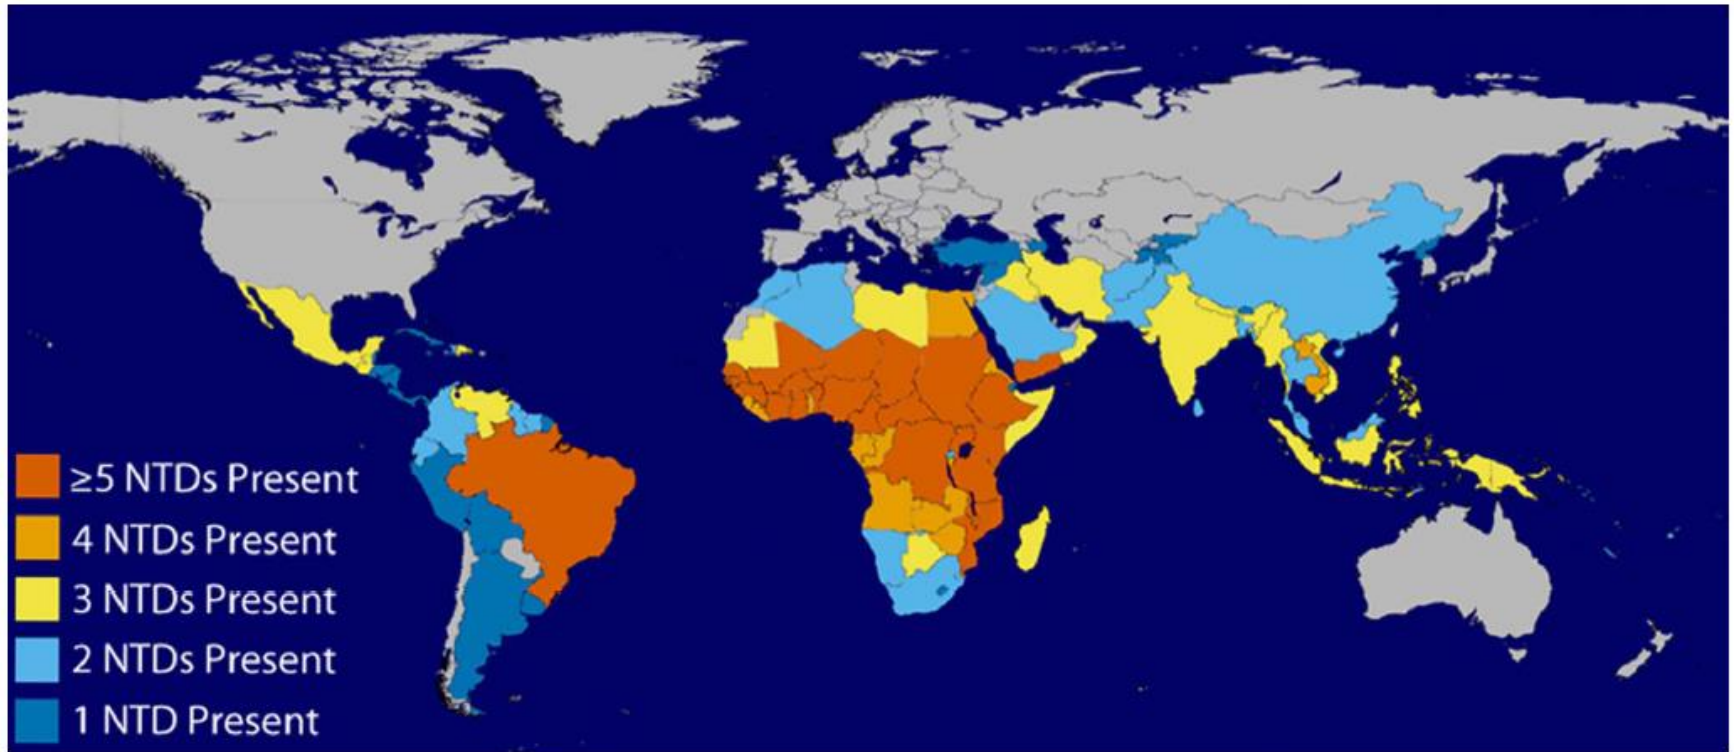 ≥5 NTDs Present
4 NTDs Present
3 NTDs Present
2 NTDs Present
1 NTD Present